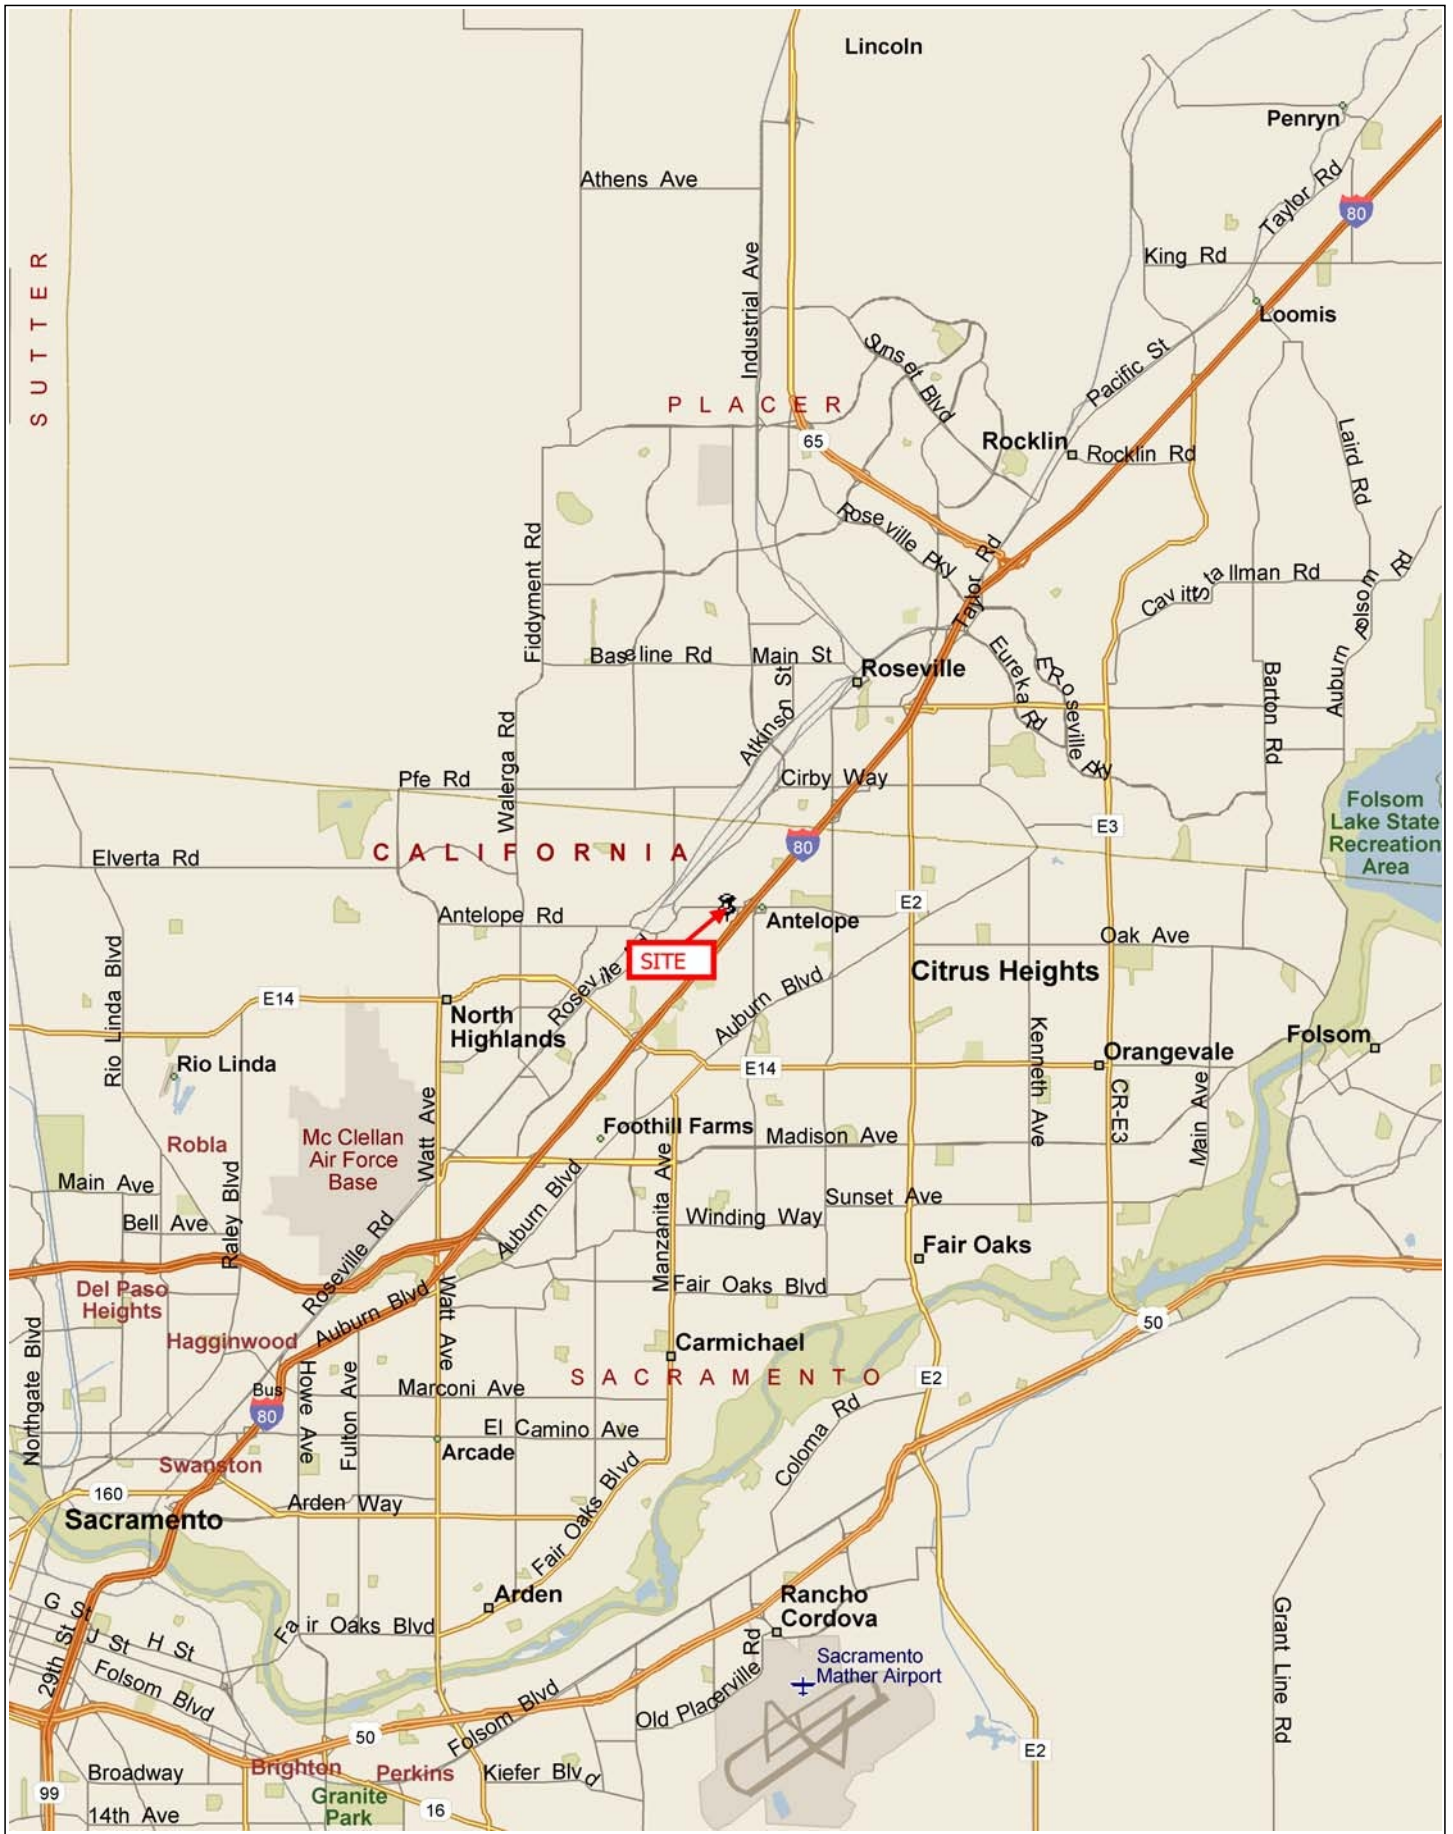 Lincoln
Penryn
Athens Ave
Taylor Rd
80
SUTTER
Industrial Ave
King Rd
Loomis
Sunset Blvd
Pacific St
PLACER
65
Rocklin
Rocklin Rd
Laird Rd
Fiddyment Rd
Roseville Pky
Taylor Rd
Cavitt Stallman Rd
Auburn Folsom Rd
Baseline Rd
Main St
Roseville
Eureka Rd
E Roseville Pky
Barton Rd
Atkinson St
Walerga Rd
Pfe Rd
Cirby Way
Folsom
Lake State
Recreation
Area
E3
80
CALIFORNIA
Elverta Rd
E2
Antelope Rd
Antelope
Oak Ave
SITE
Citrus Heights
Rio Linda Blvd
Roseville Rd
Auburn Blvd
E14
North
Highlands
Kenneth Ave
Folsom
Rio Linda
E14
Orangevale
CR-E3
Main Ave
Watt Ave
Foothill Farms
Madison Ave
Robla
Mc Clellan
Air Force
Base
Main Ave
Raley Blvd
Auburn Blvd
Manzanita Ave
Sunset Ave
Bell Ave
Winding Way
Roseville Rd
Fair Oaks
Del Paso
Heights
Fair Oaks Blvd
Watt Ave
Auburn Blvd
50
Northgate Blvd
Hagginwood
Carmichael
SACRAMENTO
E2
Bus
80
Howe Ave
Fulton Ave
Marconi Ave
Coloma Rd
El Camino Ave
Arcade
Swanston
160
Arden Way
Fair Oaks Blvd
Sacramento
Arden
Rancho
Cordova
G St
J St
H St
Fair Oaks Blvd
29th St
Folsom Blvd
Old Placerville Rd
Sacramento
Mather Airport
Grant Line Rd
Folsom Blvd
50
E2
Brighton
Perkins
Broadway
Kiefer Blvd
99
Granite
Park
16
14th Ave